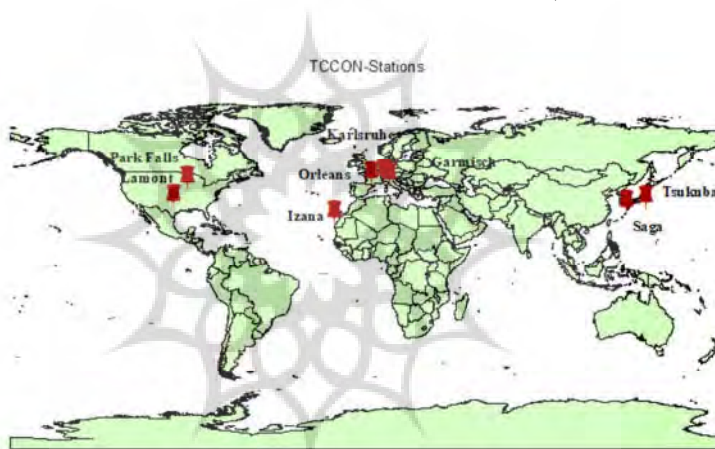 TCCON-Stations
Karlsruhe
Park Falls
Garmisch
Lamont
Orleans
Tsukuba
Izana
Saga